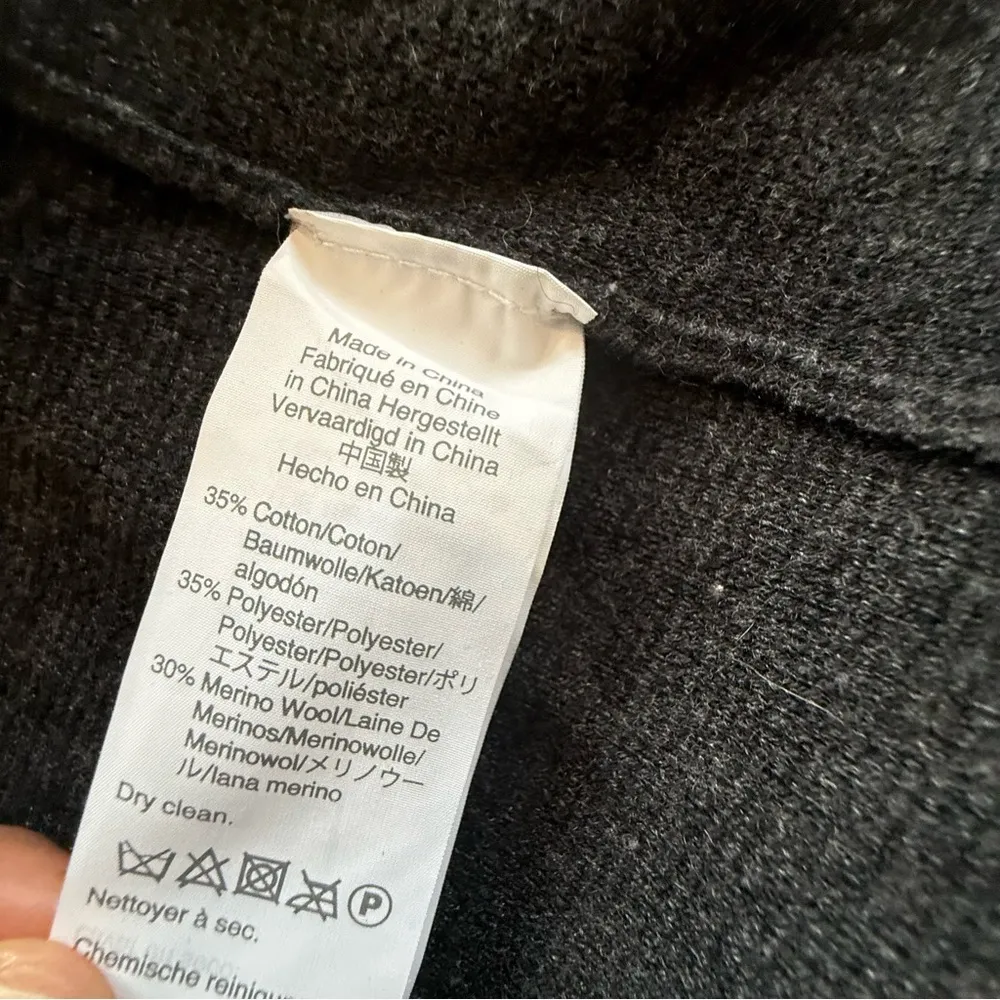 Made in China
Fabriqué en Chine
in China Hergestellt
Vervaardigd in China
中国製
Hecho en China
35% Cotton/Coton/
Baumwolle/Katoen/綿/
algodón
35% Polyester/Polyester/
Polyester/Polyester/ポリ
エステル/poliéster
30% Merino Wool/Laine De
Merinos/Merinowolle/
Merinowol/メリノウー
ル/lana merino
Dry clean.
P
Nettoyer à sec.
Chemische